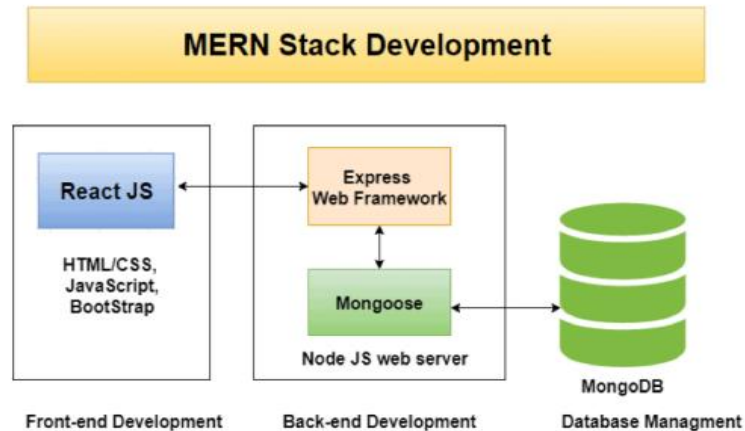 MERN Stack Development
React JS
HTML/CSS,
JavaScript,
BootStrap
Express
Web Framework
Mongoose
Node JS web server
MongoDB
Front-end Development
Back-end Development
Database Managment